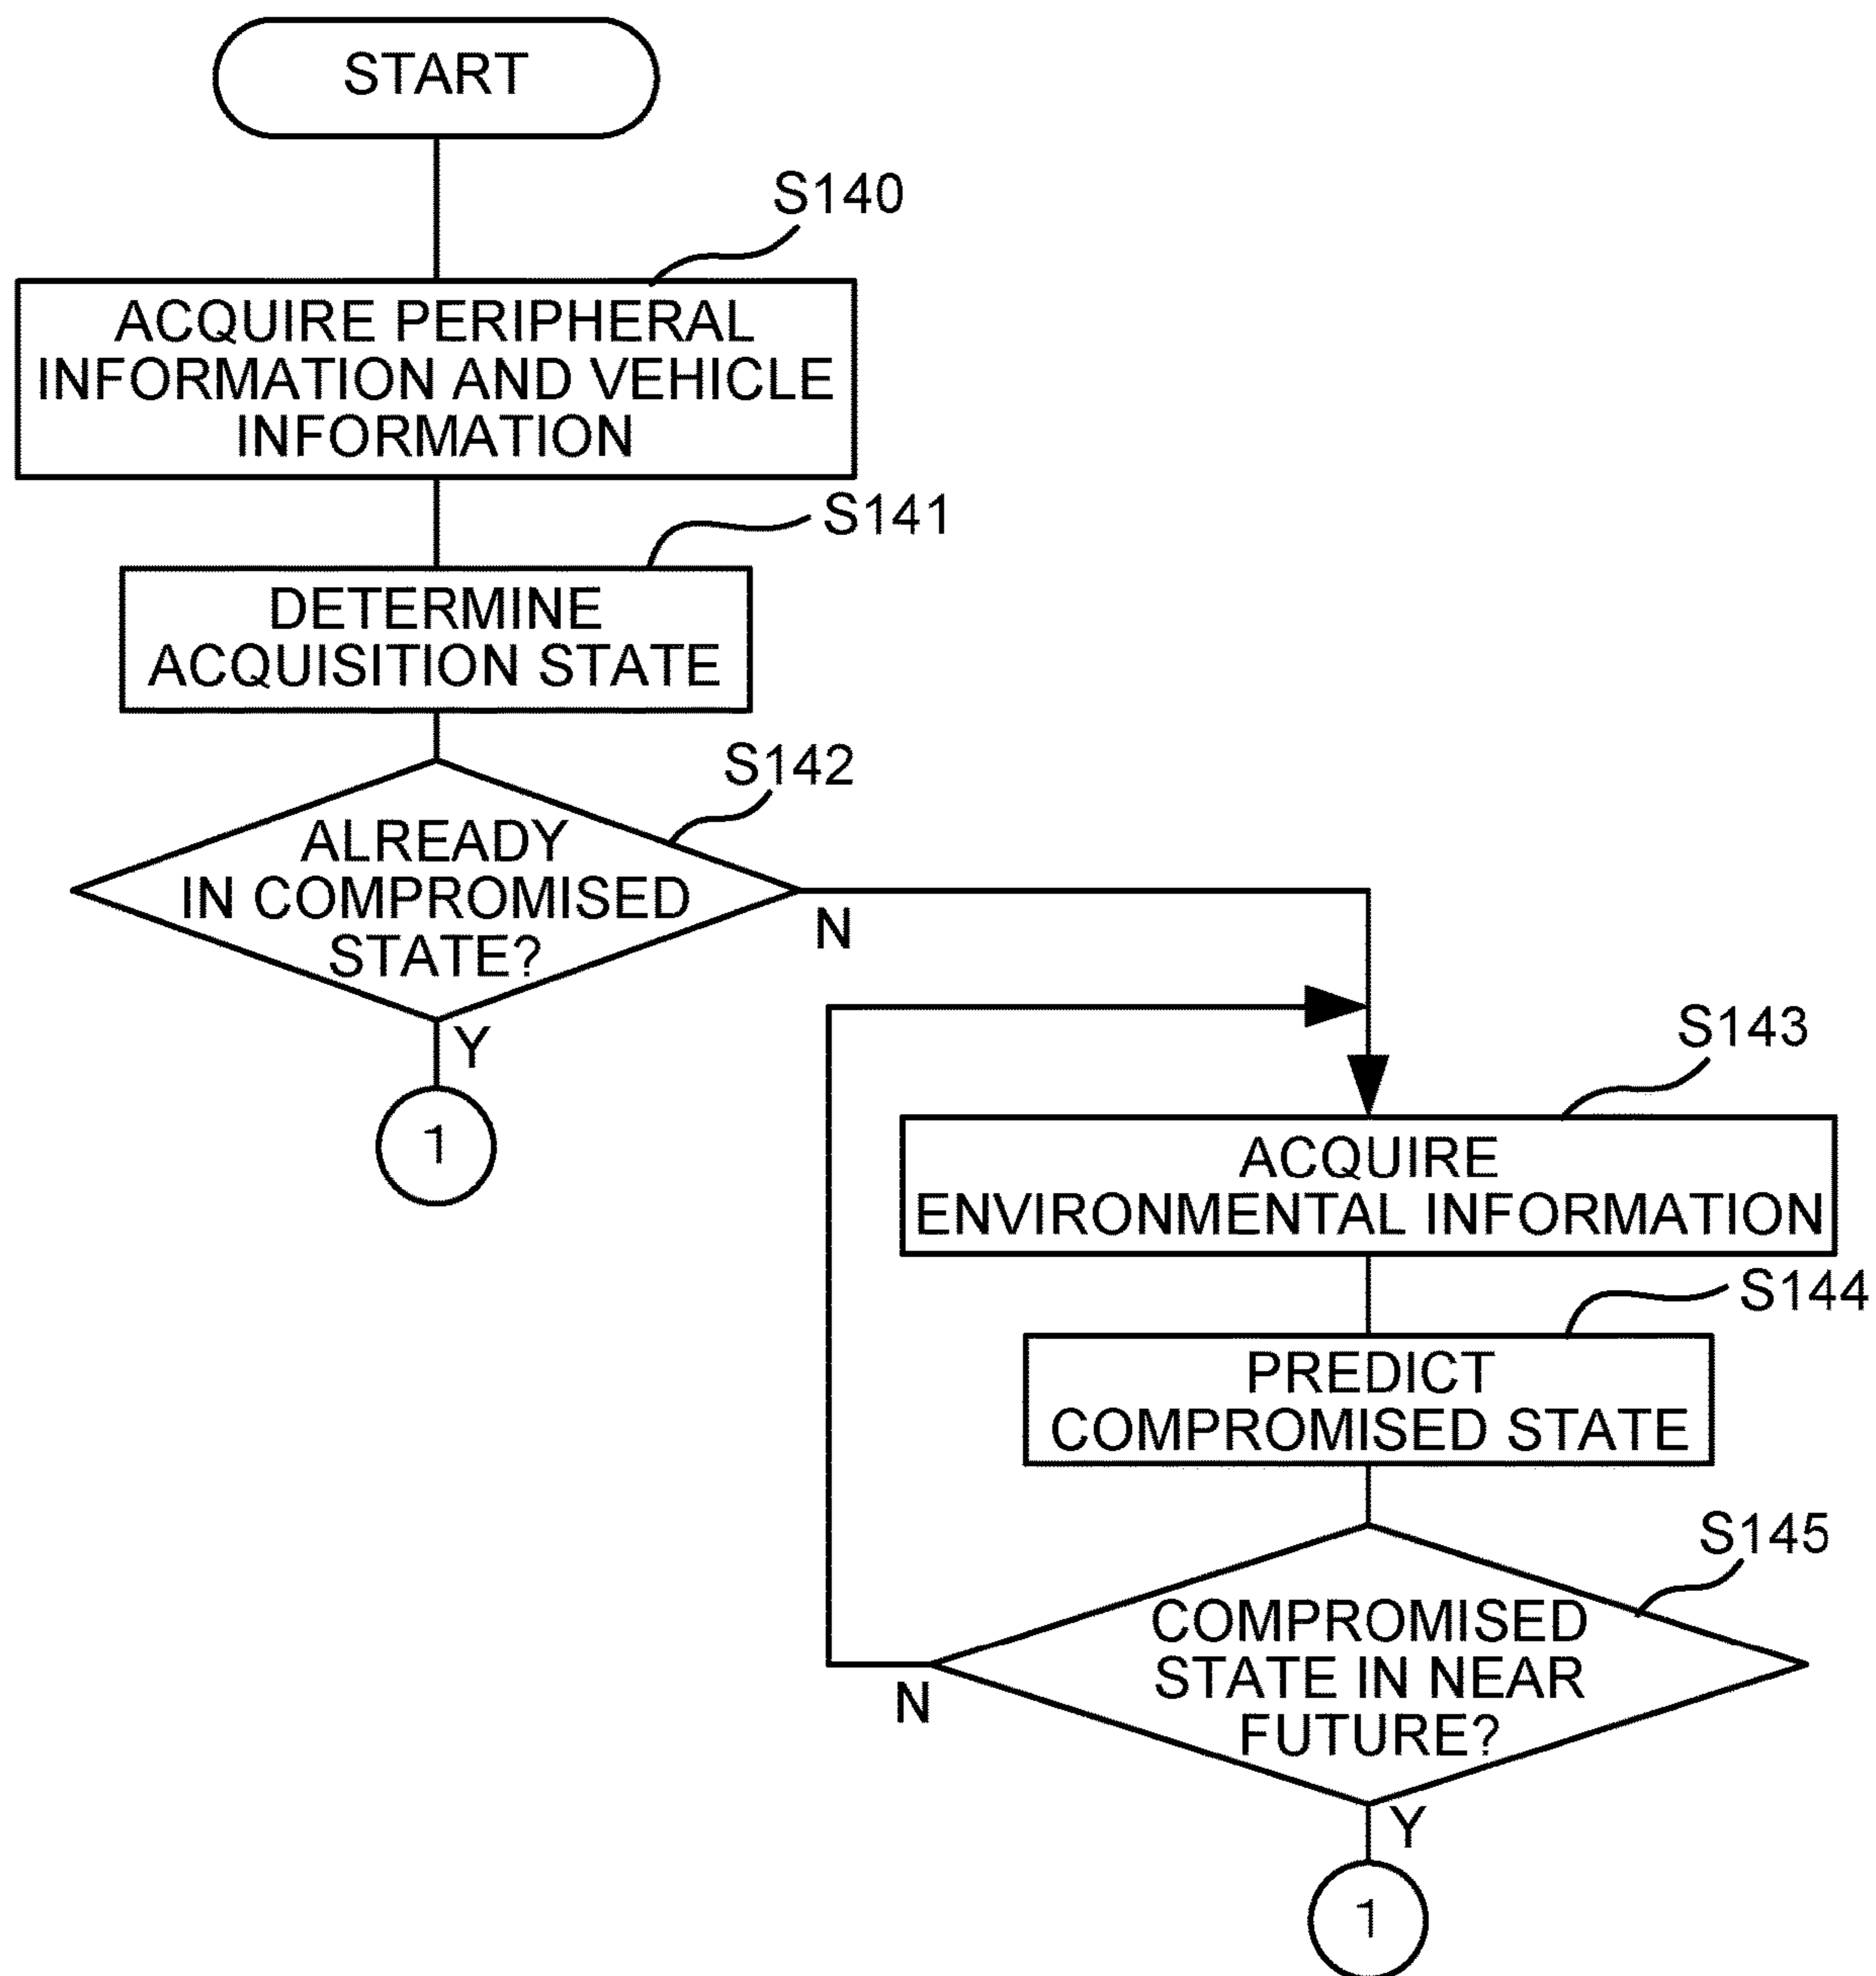 START
S140
ACQUIRE PERIPHERAL
INFORMATION AND VEHICLE
INFORMATION
S141
DETERMINE
ACQUISITION STATE
S142
ALREADY
IN COMPROMISED
STATE?
N
Y
1
S143
ACQUIRE
ENVIRONMENTAL INFORMATION
S144
PREDICT
COMPROMISED STATE
S145
COMPROMISED
STATE IN NEAR
FUTURE?
N
Y
1